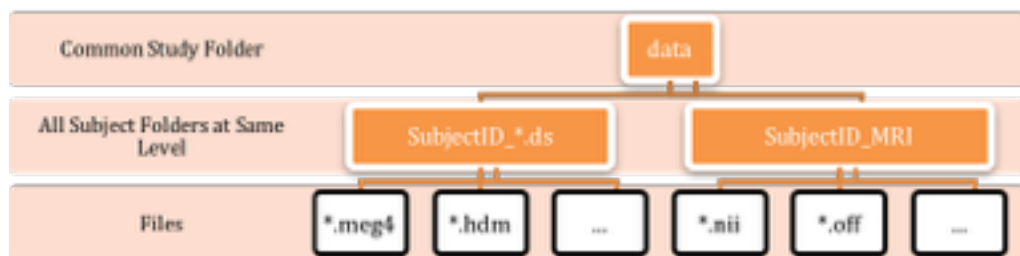 Common Study Folder
data
All Subject Folders at Same
Level
SubjectID_*.ds
SubjectID_MRI
Files
*.meg4
*.hdm
...
*.nii
*.off
...